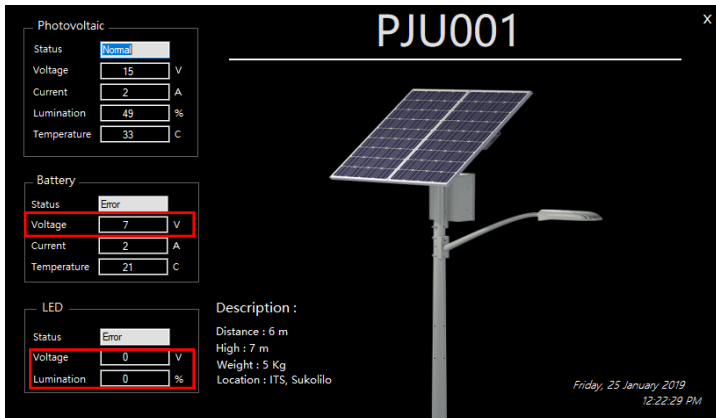 PJU001
X
Photovoltaic
Status Normal
Voltage 15 V
Current 2 A
Lumination 49 %
Temperature 33 C
Battery
Status Error
Voltage 7 V
Current 2 A
Temperature 21 C
LED
Status Error
Voltage 0 V
Lumination 0 %
Description :
Distance : 6 m
High : 7 m
Weight : 5 Kg
Location : ITS, Sukolilo
Friday, 25 January 2019
12:22:29 PM